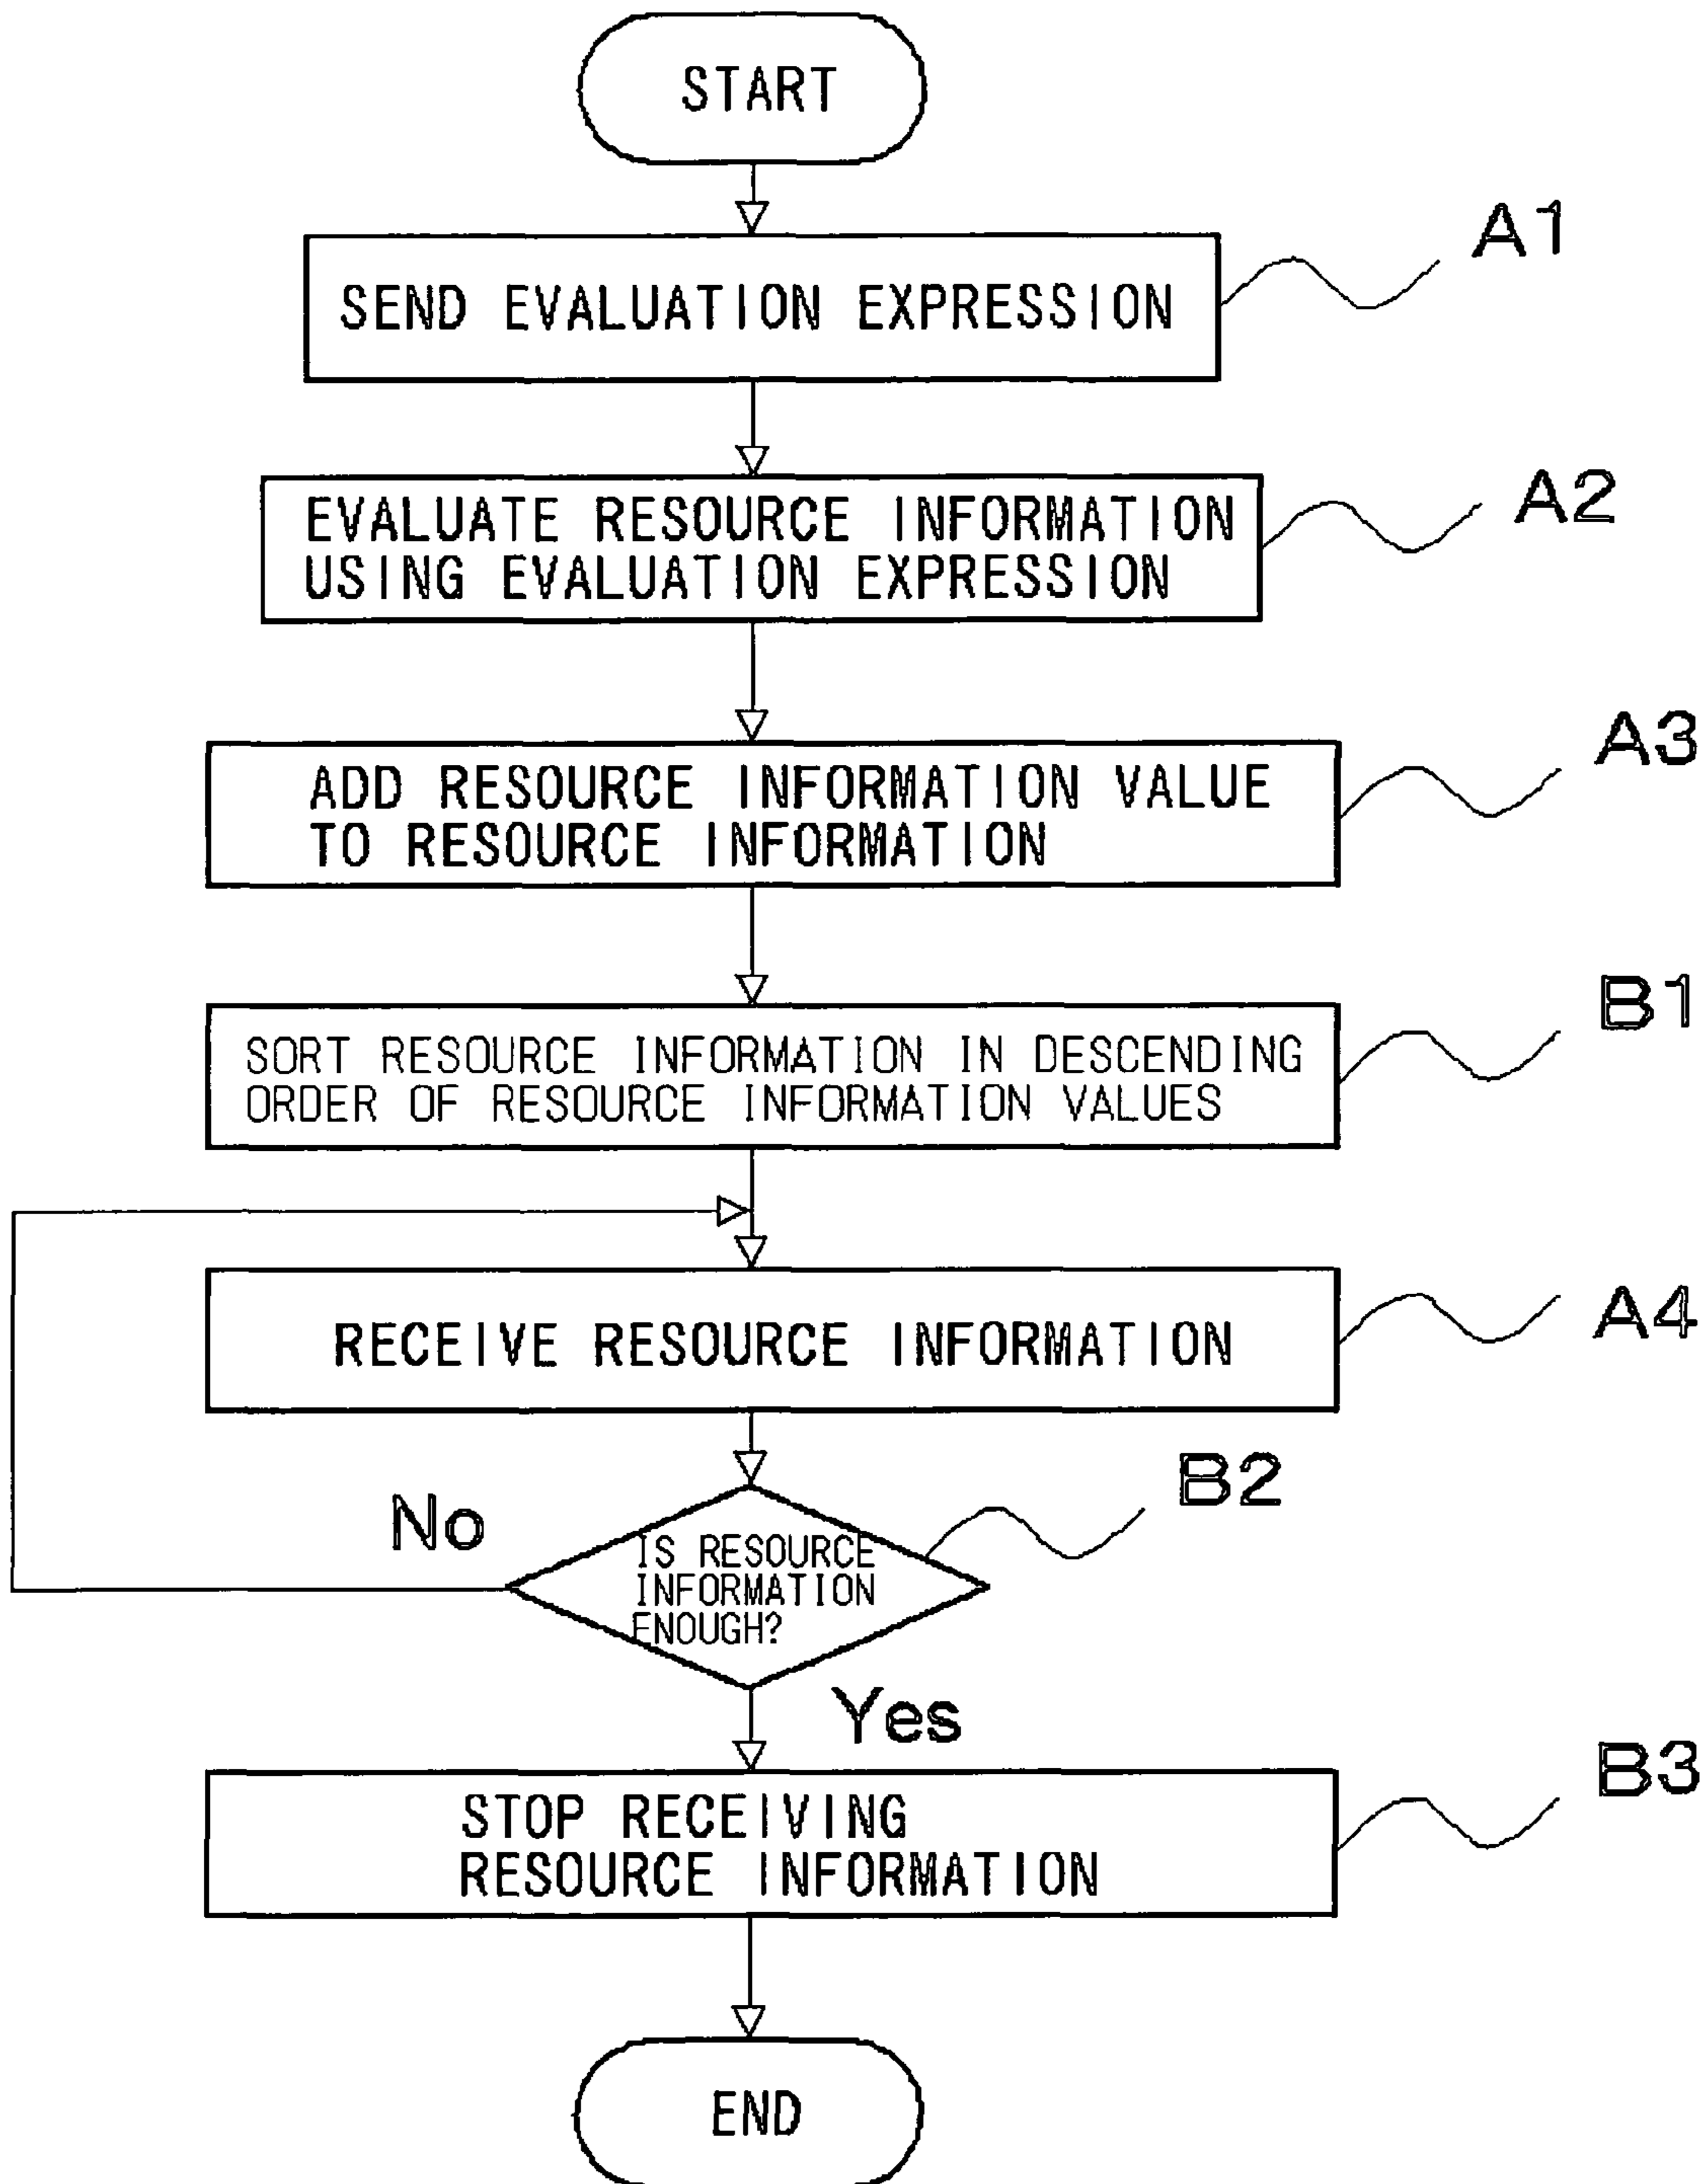 START
A1
SEND EVALUATION EXPRESSION
A2
EVALUATE RESOURCE INFORMATION
USING EVALUATION EXPRESSION
A3
ADD RESOURCE INFORMATION VALUE
TO RESOURCE INFORMATION
B1
SORT RESOURCE INFORMATION IN DESCENDING
ORDER OF RESOURCE INFORMATION VALUES
A4
RECEIVE RESOURCE INFORMATION
B2
No
IS RESOURCE
INFORMATION
ENOUGH?
Yes
B3
STOP RECEIVING
RESOURCE INFORMATION
END